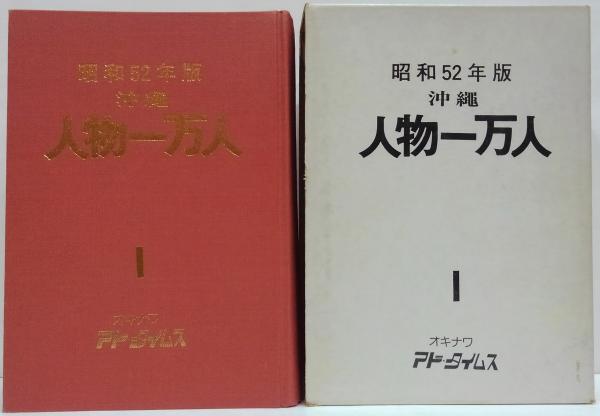 昭和52年版
沖縄
人物一万人
I
オキナワ
アド・タイムス
昭和52年版
沖縄
人物一万人
I
オキナワ
アド・タイムス